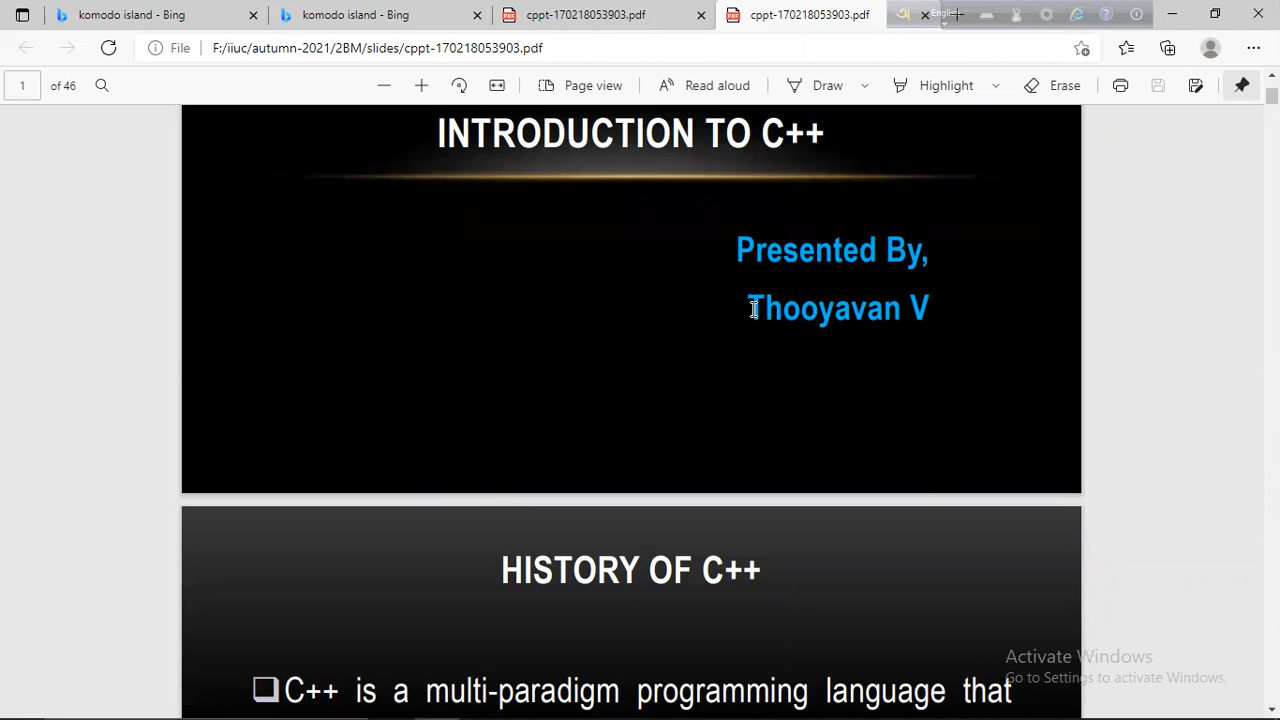 komodo island - Bing
komodo island - Bing
cppt-170218053903.pdf
cppt-170218053903.pdf
English
File
F:/iiuc/autumn-2021/2BM/slides/cppt-170218053903.pdf
1 of 46
Page view
Read aloud
Draw
Highlight
Erase
INTRODUCTION TO C++
Presented By,
Thooyavan V
HISTORY OF C++
C++ is a multi-paradigm programming language that
Activate Windows
Go to Settings to activate Windows.